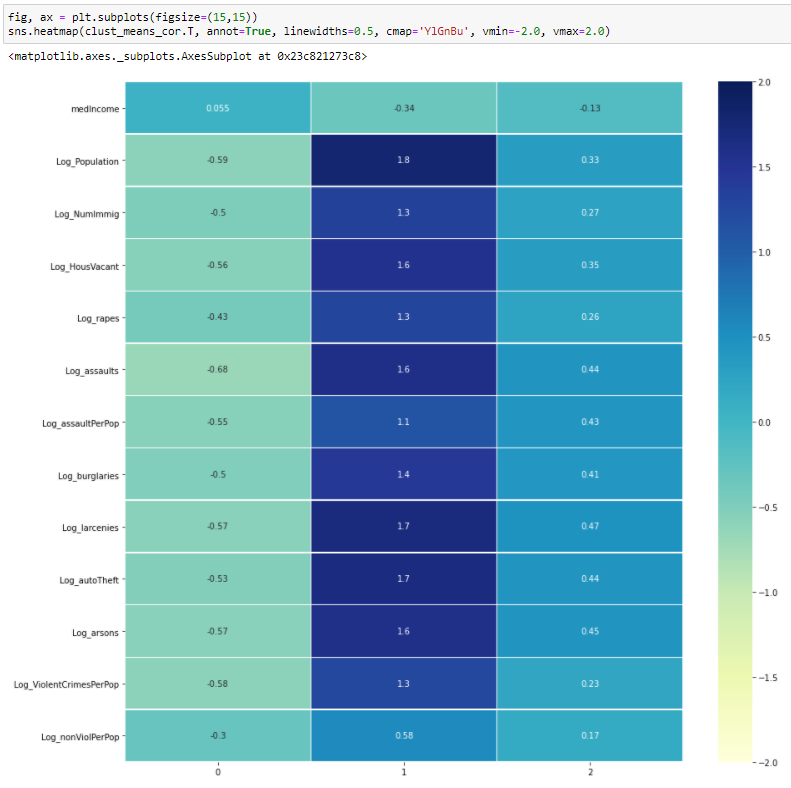 fig, ax = plt.subplots(figsize=(15,15))
sns.heatmap(clust_means_cor.T, annot=True, linewidths=0.5, cmap='YlGnBu', vmin=-2.0, vmax=2.0)
<matplotlib.axes._subplots.AxesSubplot at 0x23c821273c8>
medIncome 0.055 -0.34 -0.13
Log_Population -0.59 1.8 0.33
Log_NumImmig -0.5 1.3 0.27
Log_HousVacant -0.56 1.6 0.35
Log_rapes -0.43 1.3 0.26
Log_assaults -0.68 1.6 0.44
Log_assaultPerPop -0.55 1.1 0.43
Log_burglaries -0.5 1.4 0.41
Log_larcenies -0.57 1.7 0.47
Log_autoTheft -0.53 1.7 0.44
Log_arsons -0.57 1.6 0.45
Log_ViolentCrimesPerPop -0.58 1.3 0.23
Log_nonViolPerPop -0.3 0.58 0.17
0 1 2
2.0
1.5
1.0
0.5
0.0
−0.5
−1.0
−1.5
−2.0